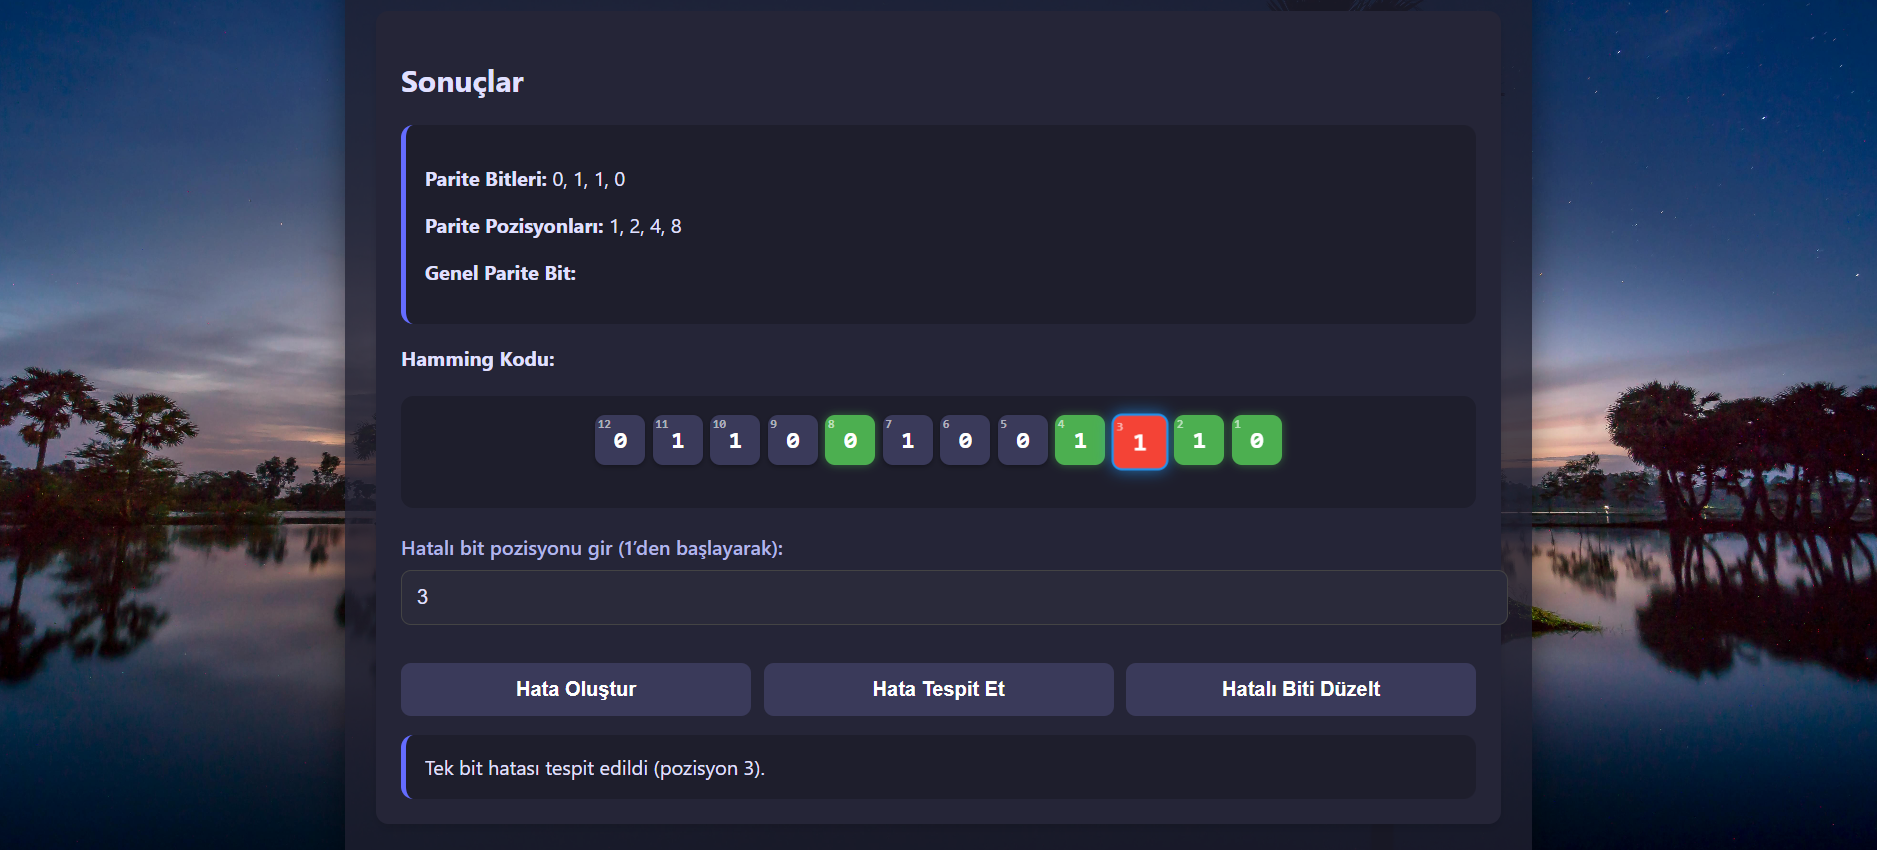 Sonuçlar
Parite Bitleri: 0, 1, 1, 0
Parite Pozisyonları: 1, 2, 4, 8
Genel Parite Bit:
Hamming Kodu:
12 11 10 9 8 7 6 5 4 3 2 1
0 1 1 0 0 1 0 0 1 1 1 0
Hatalı bit pozisyonu gir (1’den başlayarak):
3
Hata Oluştur Hata Tespit Et Hatalı Biti Düzelt
Tek bit hatası tespit edildi (pozisyon 3).